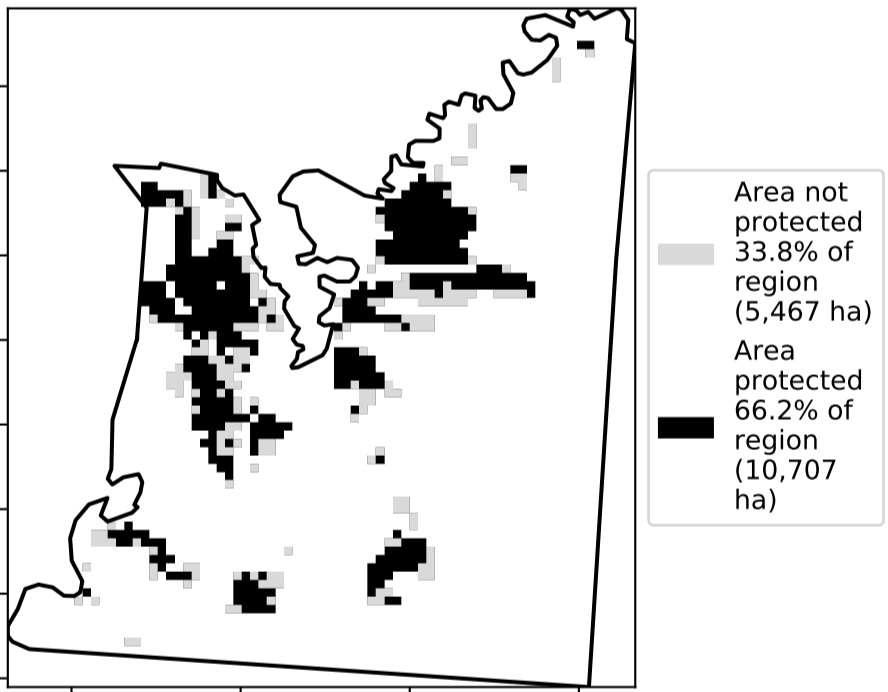 Area not
protected
33.8% of
region
(5,467 ha)
Area
protected
66.2% of
region
(10,707
ha)